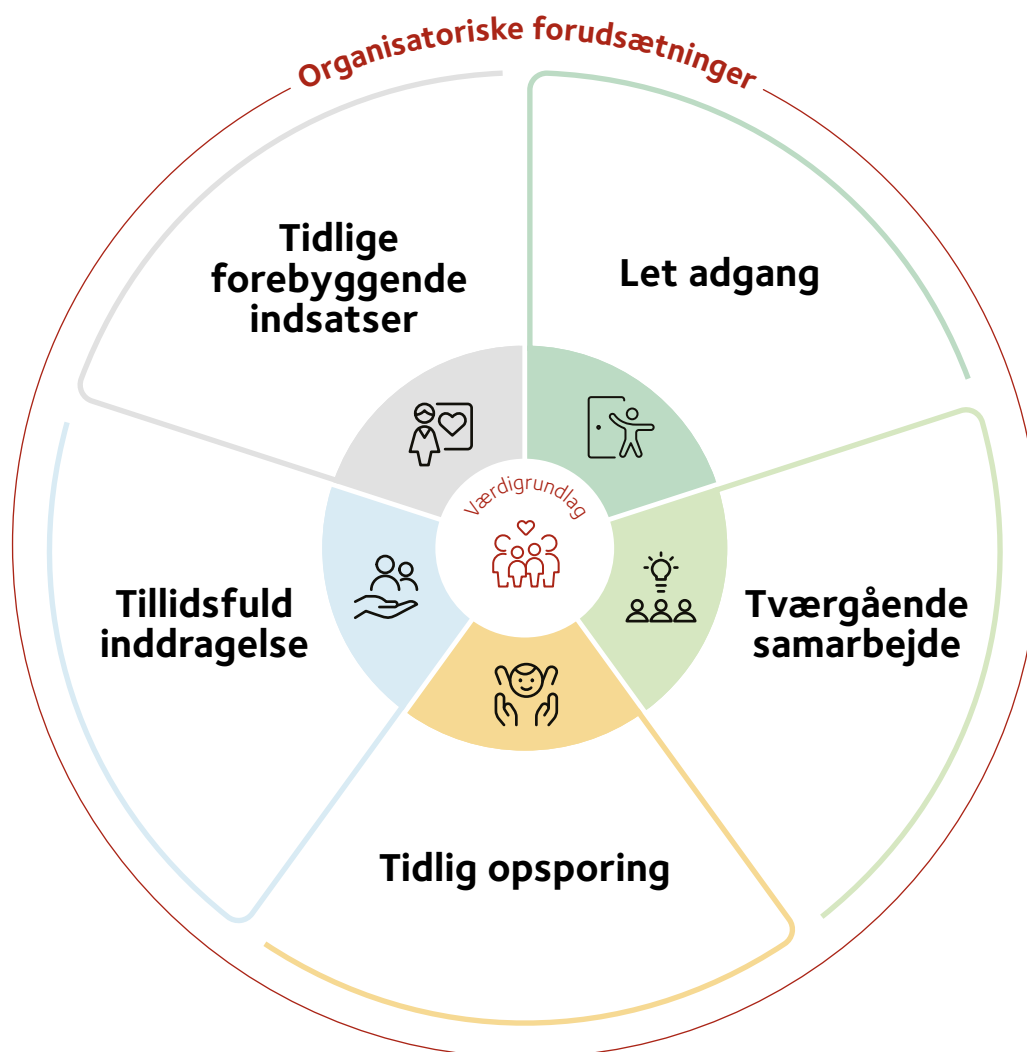 Organisatoriske forudsætninger
Tidlige
forebyggende
indsatser
Let adgang
Værdigrundlag
Tillidsfuld
inddragelse
Tværgående
samarbejde
Tidlig opsporing